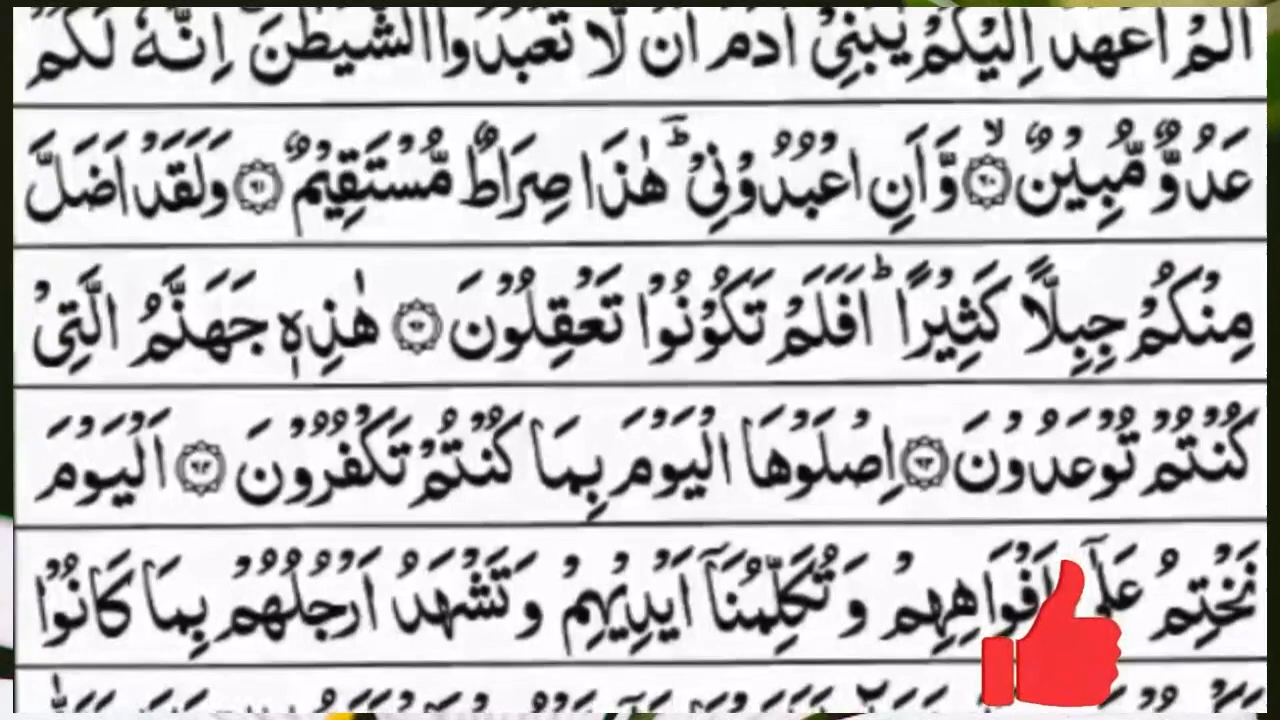 اَلَمْ اَعْهَدْ اِلَیْكُمْ یٰبَنِیْۤ اٰدَمَ اَنْ لَّا تَعْبُدُوا الشَّیْطٰنَ ۚ اِنَّهٗ لَكُمْ
عَدُوٌّ مُّبِیْنٌ ﴿۶۰﴾ۙ وَّ اَنِ اعْبُدُوْنِیْ ؕ هٰذَا صِرَاطٌ مُّسْتَقِیْمٌ ﴿۶۱﴾ وَ لَقَدْ اَضَلَّ
مِنْكُمْ جِبِلًّا كَثِیْرًا ؕ اَفَلَمْ تَكُوْنُوْا تَعْقِلُوْنَ ﴿۶۲﴾ هٰذِهٖ جَهَنَّمُ الَّتِیْ
كُنْتُمْ تُوْعَدُوْنَ ﴿۶۳﴾ اِصْلَوْهَا الْیَوْمَ بِمَا كُنْتُمْ تَكْفُرُوْنَ ﴿۶۴﴾ اَلْیَوْمَ
نَخْتِمُ عَلٰۤی اَفْوَاهِهِمْ وَ تُكَلِّمُنَاۤ اَیْدِیْهِمْ وَ تَشْهَدُ اَرْجُلُهُمْ بِمَا كَانُوْا